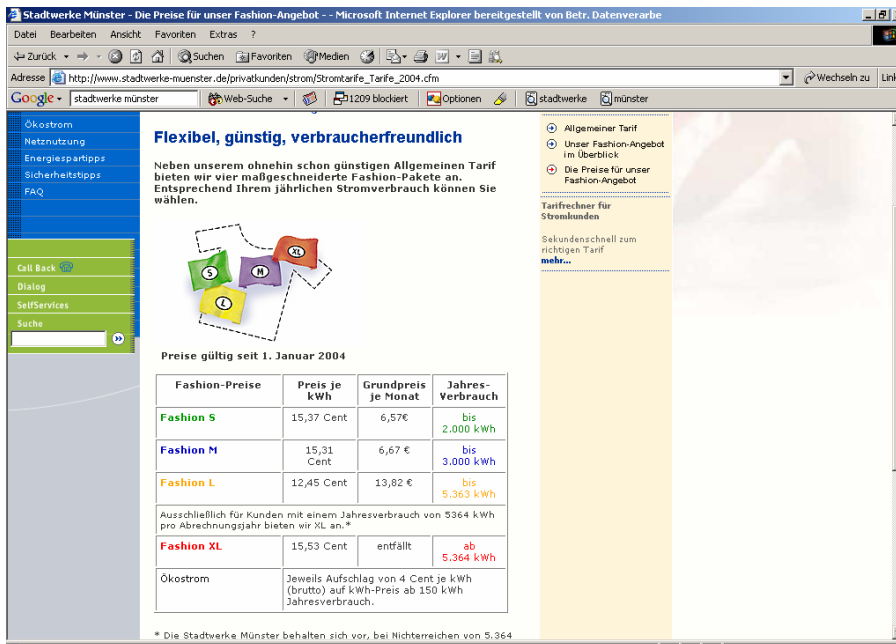 Stadtwerke Münster - Die Preise für unser Fashion-Angebot - - Microsoft Internet Explorer bereitgestellt von Betr. Datenverarbe
Datei Bearbeiten Ansicht Favoriten Extras ?
Zurück Suchen Favoriten Medien
Adresse http://www.stadtwerke-muenster.de/privatkunden/strom/Stromtarife_Tarife_2004.cfm Wechseln zu Link
Google stadtwerke münster Web-Suche 1209 blockiert Optionen stadtwerke münster
Ökostrom
Netznutzung
Energiespartipps
Sicherheitstipps
FAQ
Call Back
Dialog
SelfServices
Suche
Flexibel, günstig, verbraucherfreundlich
Neben unserem ohnehin schon günstigen Allgemeinen Tarif
bieten wir vier maßgeschneiderte Fashion-Pakete an.
Entsprechend Ihrem jährlichen Stromverbrauch können Sie
wählen.
S M XL
L
Preise gültig seit 1. Januar 2004
Fashion-Preise Preis je kWh Grundpreis je Monat Jahres-Verbrauch
Fashion S 15,37 Cent 6,57€ bis 2.000 kWh
Fashion M 15,31 Cent 6,67 € bis 3.000 kWh
Fashion L 12,45 Cent 13,82 € bis 5.363 kWh
Ausschließlich für Kunden mit einem Jahresverbrauch von 5364 kWh
pro Abrechnungsjahr bieten wir XL an.*
Fashion XL 15,53 Cent entfällt ab 5.364 kWh
Ökostrom Jeweils Aufschlag von 4 Cent je kWh
(brutto) auf kWh-Preis ab 150 kWh
Jahresverbrauch.
* Die Stadtwerke Münster behalten sich vor, bei Nichterreichen von 5.364
Allgemeiner Tarif
Unser Fashion-Angebot
im Überblick
Die Preise für unser
Fashion-Angebot
Tarifrechner für
Stromkunden
Sekundenschnell zum
richtigen Tarif
mehr...